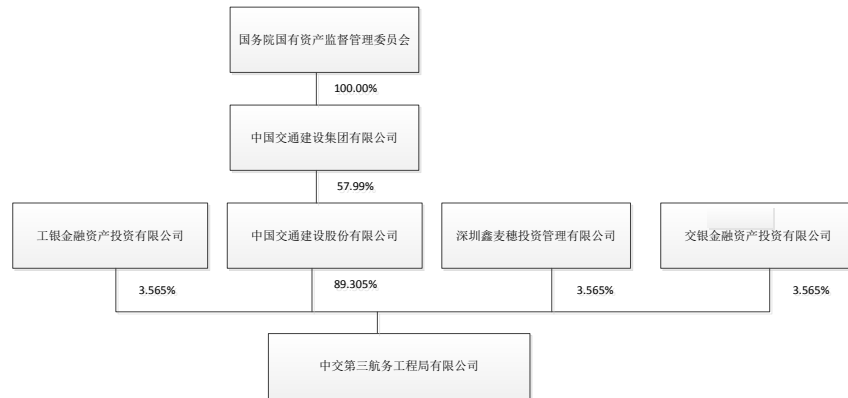 国务院国有资产监督管理委员会
100.00%
中国交通建设集团有限公司
57.99%
工银金融资产投资有限公司
中国交通建设股份有限公司
深圳鑫麦穗投资管理有限公司
交银金融资产投资有限公司
3.565%
89.305%
3.565%
3.565%
中交第三航务工程局有限公司